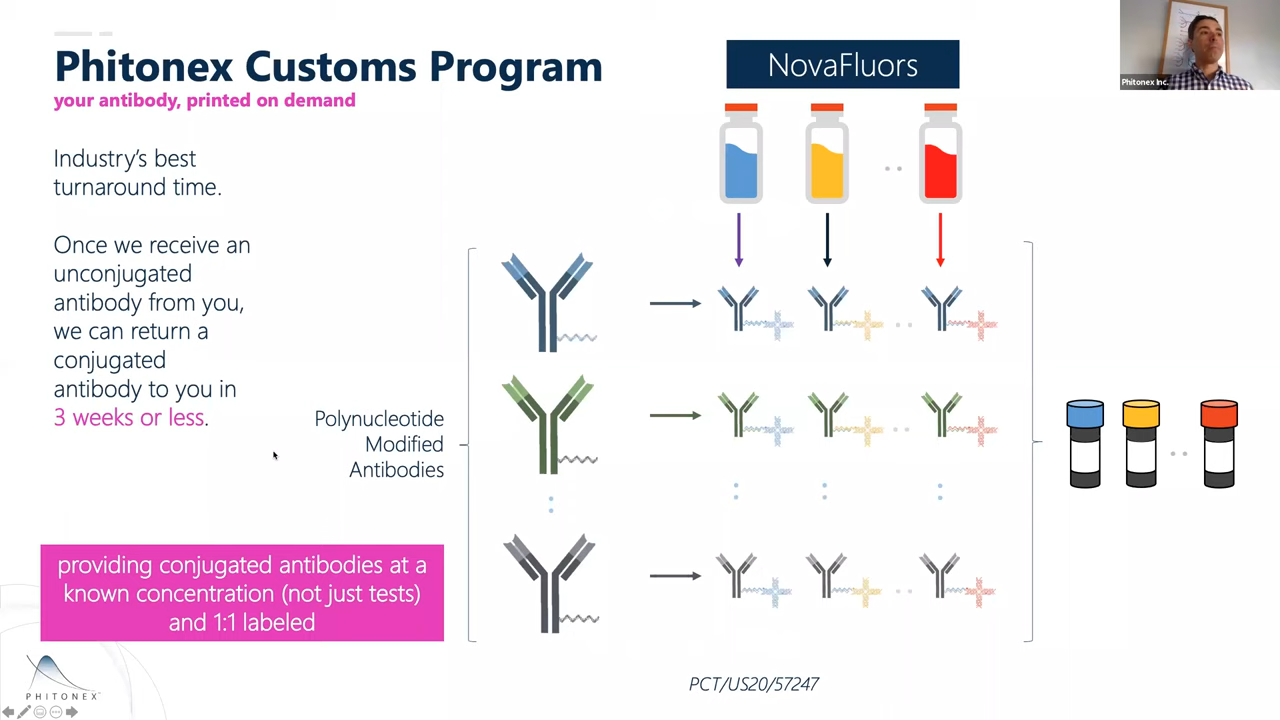 Phitonex Customs Program
your antibody, printed on demand
Industry's best
turnaround time.
Once we receive an
unconjugated
antibody from you,
we can return a
conjugated
antibody to you in
3 weeks or less.
Polynucleotide
Modified
Antibodies
providing conjugated antibodies at a
known concentration (not just tests)
and 1:1 labeled
NovaFluors
PCT/US20/57247
PHITONEX
Phitonex Inc.